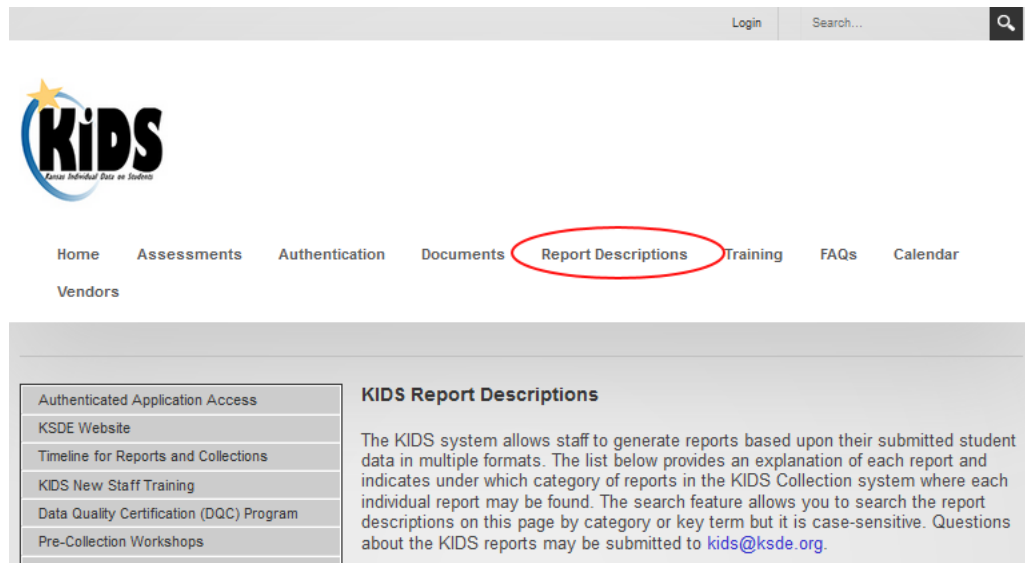 Login Search...
KiDS
Kansas Individual Data on Students
Home Assessments Authentication Documents Report Descriptions Training FAQs Calendar
Vendors
Authenticated Application Access
KSDE Website
Timeline for Reports and Collections
KIDS New Staff Training
Data Quality Certification (DQC) Program
Pre-Collection Workshops
KIDS Report Descriptions
The KIDS system allows staff to generate reports based upon their submitted student
data in multiple formats. The list below provides an explanation of each report and
indicates under which category of reports in the KIDS Collection system where each
individual report may be found. The search feature allows you to search the report
descriptions on this page by category or key term but it is case-sensitive. Questions
about the KIDS reports may be submitted to kids@ksde.org.